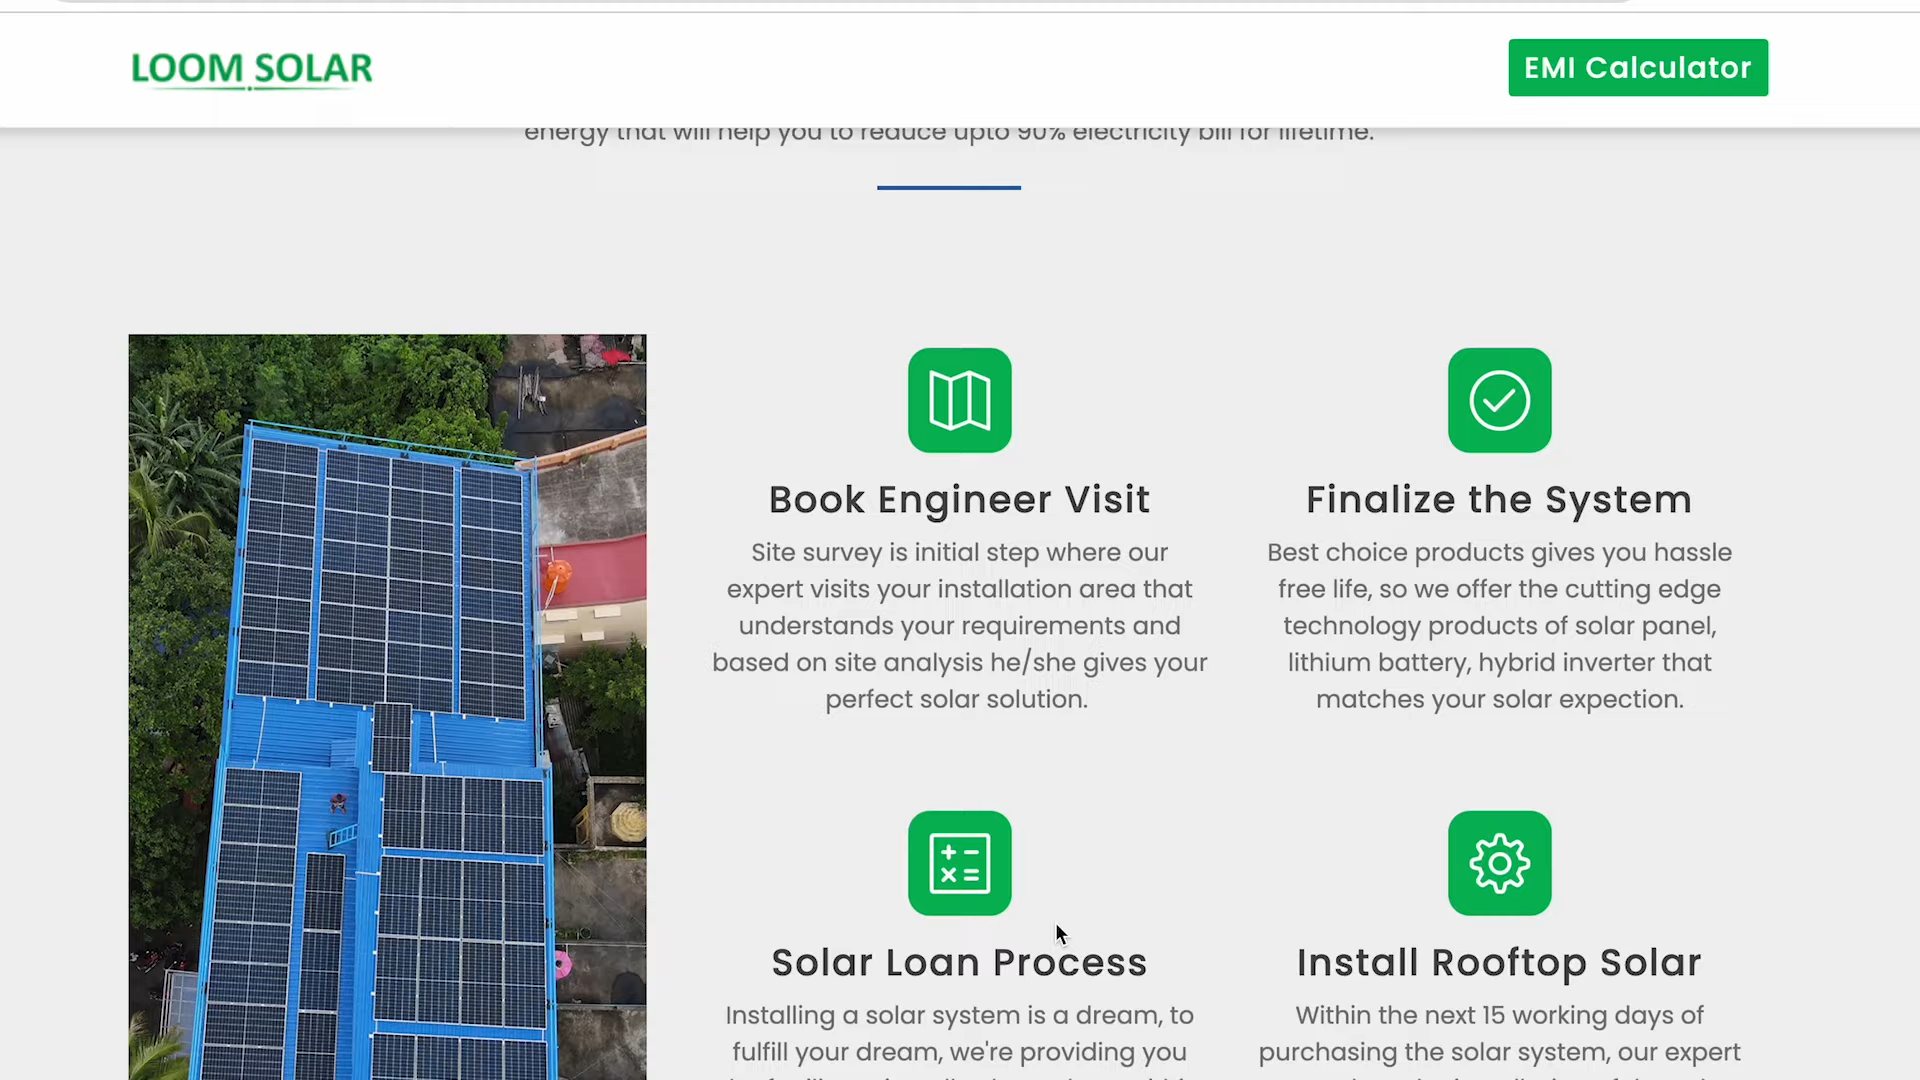 LOOM SOLAR
EMI Calculator
energy that will help you to reduce upto 90% electricity bill for lifetime.
Book Engineer Visit
Site survey is initial step where our
expert visits your installation area that
understands your requirements and
based on site analysis he/she gives your
perfect solar solution.
Finalize the System
Best choice products gives you hassle
free life, so we offer the cutting edge
technology products of solar panel,
lithium battery, hybrid inverter that
matches your solar expection.
Solar Loan Process
Installing a solar system is a dream, to
fulfill your dream, we're providing you
Install Rooftop Solar
Within the next 15 working days of
purchasing the solar system, our expert